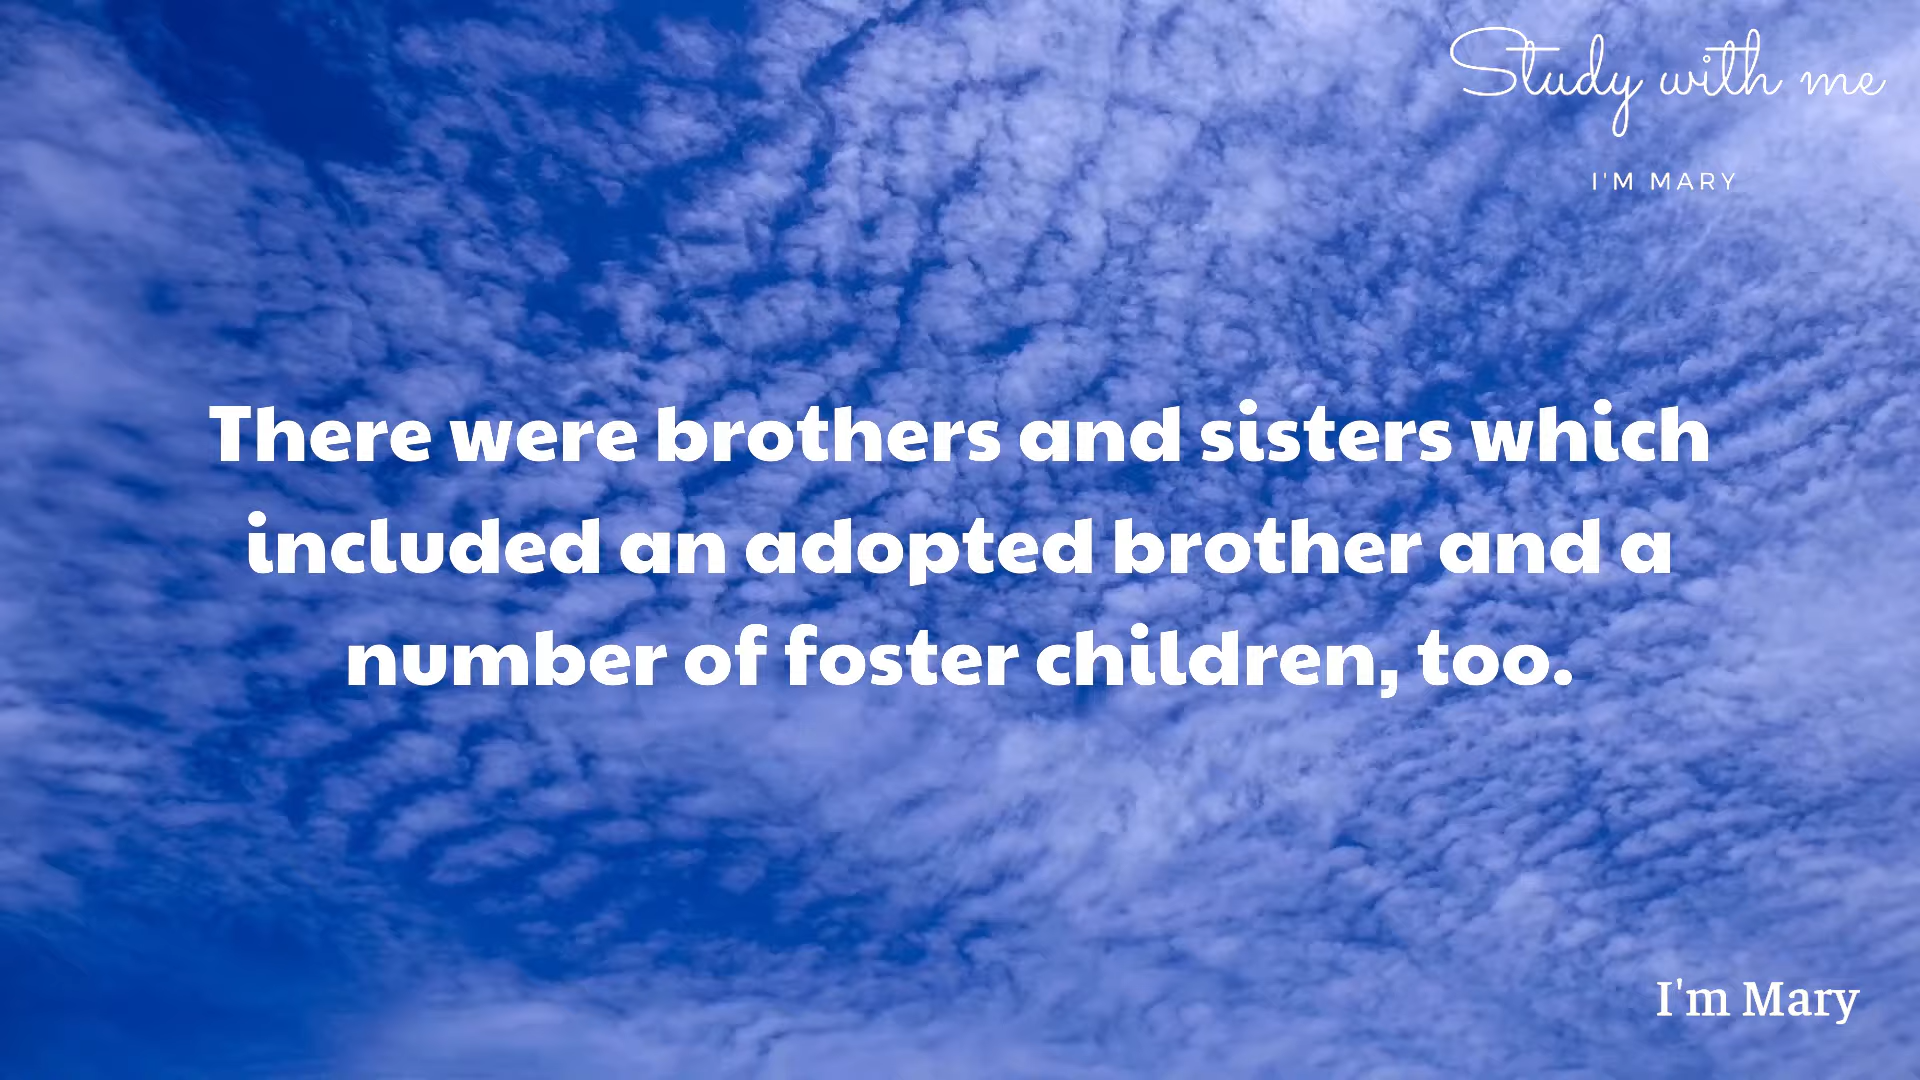 Study with me
I'M MARY
There were brothers and sisters which
included an adopted brother and a
number of foster children, too.
I'm Mary